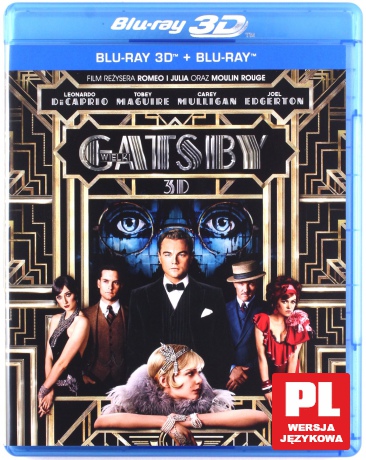 Blu-ray 3D™
BLU-RAY 3D™ + BLU-RAY™
FILM REŻYSERA ROMEO I JULIA ORAZ MOULIN ROUGE
LEONARDO DiCAPRIO
TOBEY MAGUIRE
CAREY MULLIGAN
JOEL EDGERTON
WIELKI
GATSBY
3D
PL
WERSJA
JĘZYKOWA